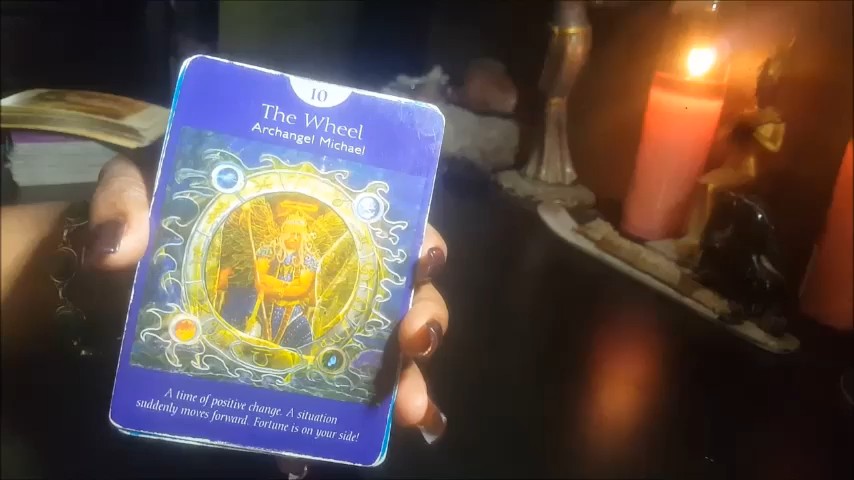 10
The Wheel
Archangel Michael
A time of positive change. A situation
suddenly moves forward. Fortune is on your side!